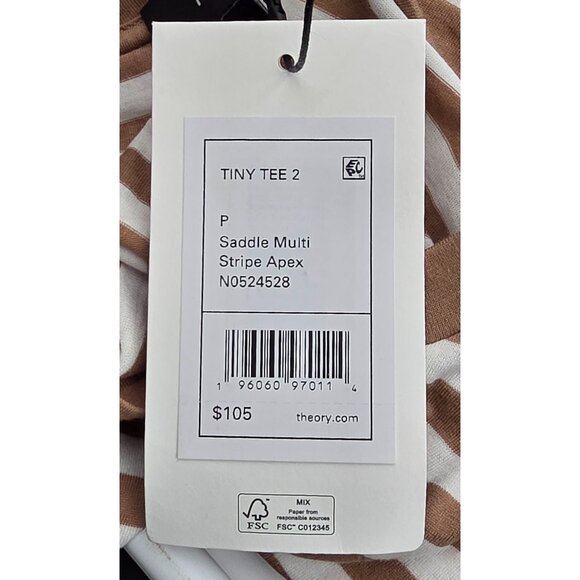 TINY TEE 2
EPC
P
Saddle Multi
Stripe Apex
N0524528
1 96060 97011 4
$105 theory.com
FSC
MIX
Paper from
responsible sources
FSC™ C012345